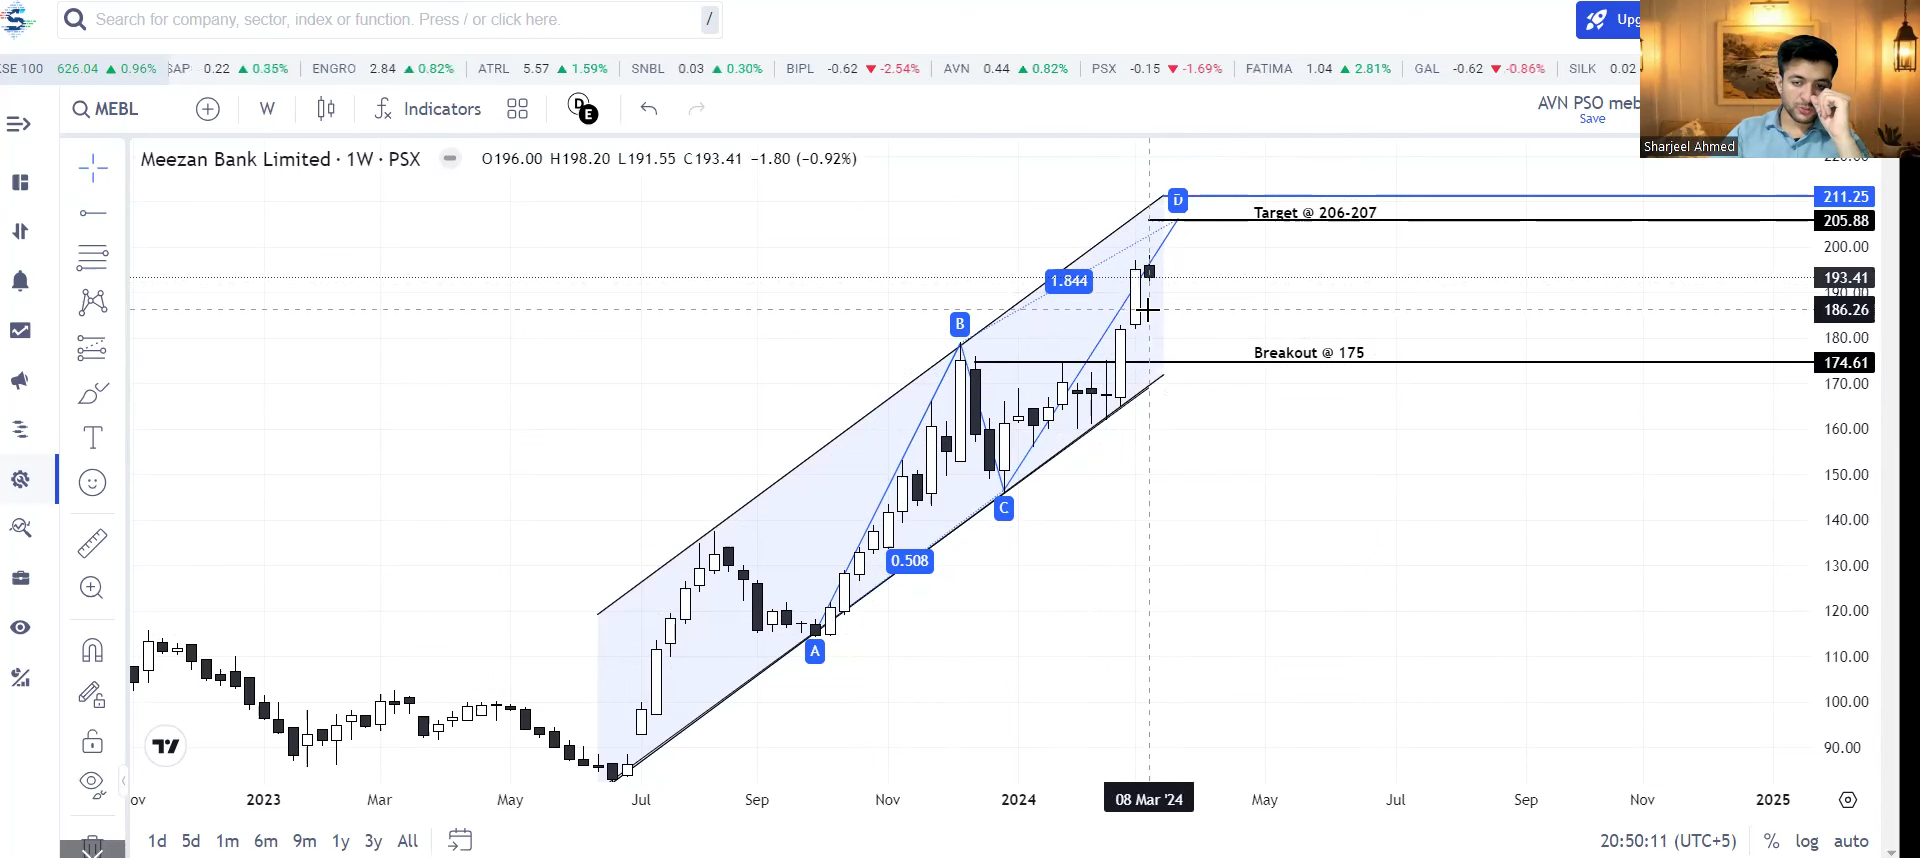 S
Search for company, sector, index or function. Press / or click here.
/
Upg
SE 100 626.04 ▲ 0.96% SAP 0.22 ▲ 0.35% ENGRO 2.84 ▲ 0.82% ATRL 5.57 ▲ 1.59% SNBL 0.03 ▲ 0.30% BIPL -0.62 ▼ -2.54% AVN 0.44 ▲ 0.82% PSX -0.15 ▼ -1.69% FATIMA 1.04 ▲ 2.81% GAL -0.62 ▼ -0.86% SILK 0.02
MEBL W Indicators D E
AVN PSO meb
Save
Sharjeel Ahmed
Meezan Bank Limited · 1W · PSX O196.00 H198.20 L191.55 C193.41 −1.80 (−0.92%)
D
211.25
Target @ 206-207
205.88
200.00
1.844
193.41
190.00
186.26
B
180.00
Breakout @ 175
174.61
170.00
160.00
150.00
C
140.00
0.508
130.00
120.00
A
110.00
100.00
90.00
ov 2023 Mar May Jul Sep Nov 2024 08 Mar '24 May Jul Sep Nov 2025
1d 5d 1m 6m 9m 1y 3y All
20:50:11 (UTC+5) % log auto